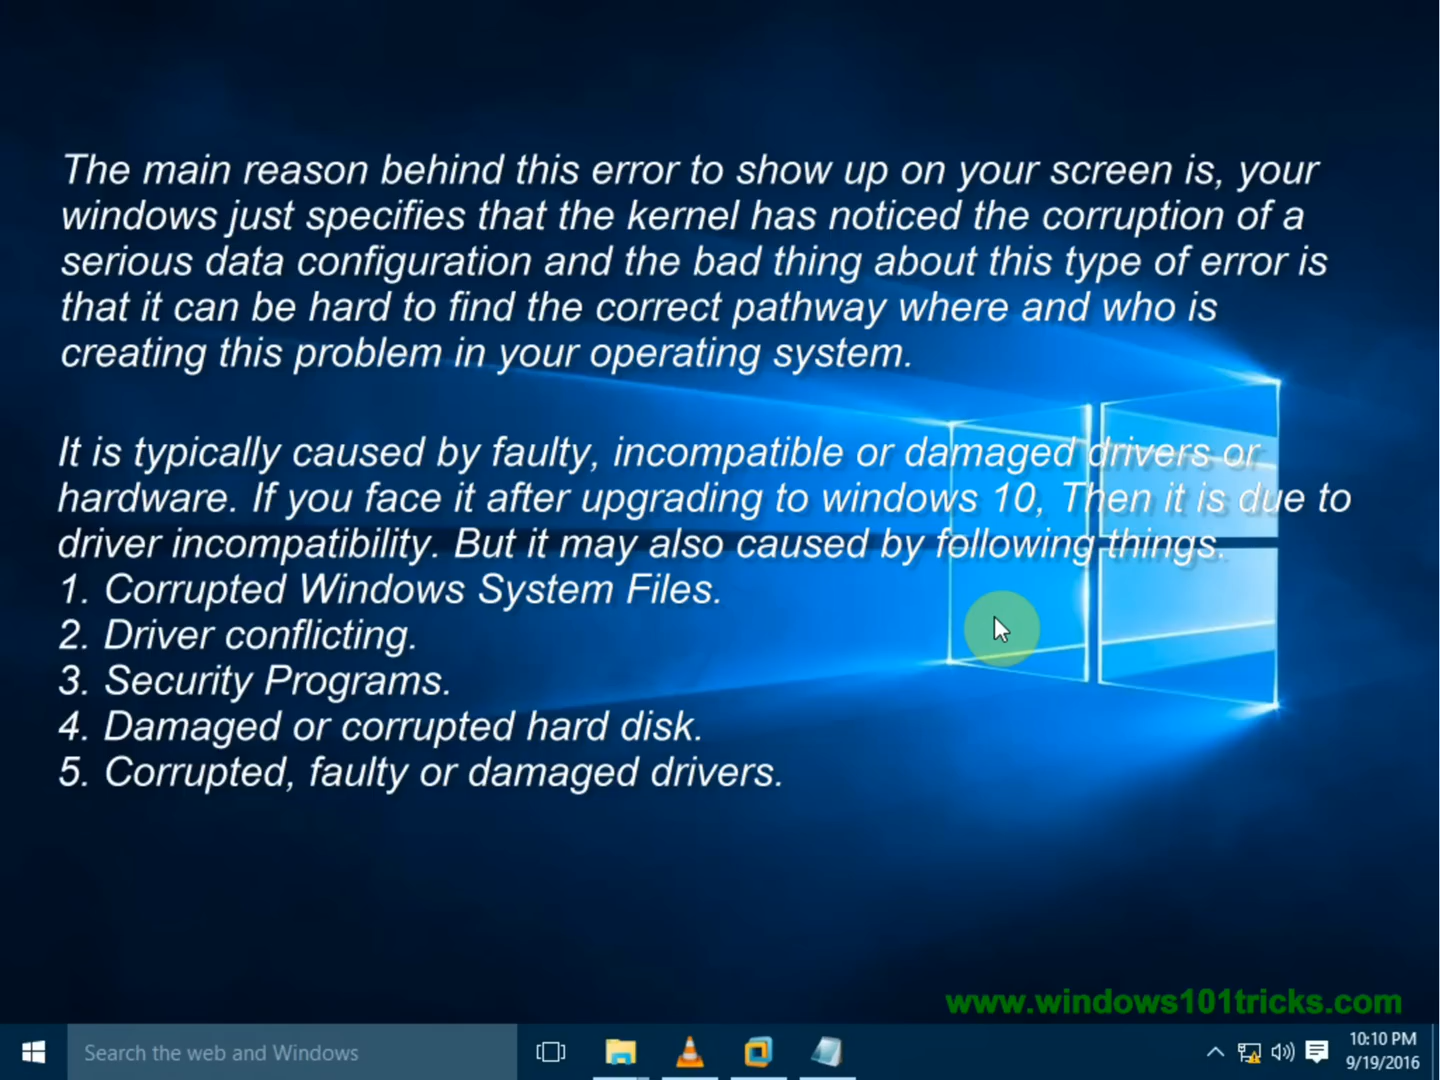 The main reason behind this error to show up on your screen is, your
windows just specifies that the kernel has noticed the corruption of a
serious data configuration and the bad thing about this type of error is
that it can be hard to find the correct pathway where and who is
creating this problem in your operating system.
It is typically caused by faulty, incompatible or damaged drivers or
hardware. If you face it after upgrading to windows 10, Then it is due to
driver incompatibility. But it may also caused by following things.
1. Corrupted Windows System Files.
2. Driver conflicting.
3. Security Programs.
4. Damaged or corrupted hard disk.
5. Corrupted, faulty or damaged drivers.
www.windows101tricks.com
Search the web and Windows
10:10 PM
9/19/2016